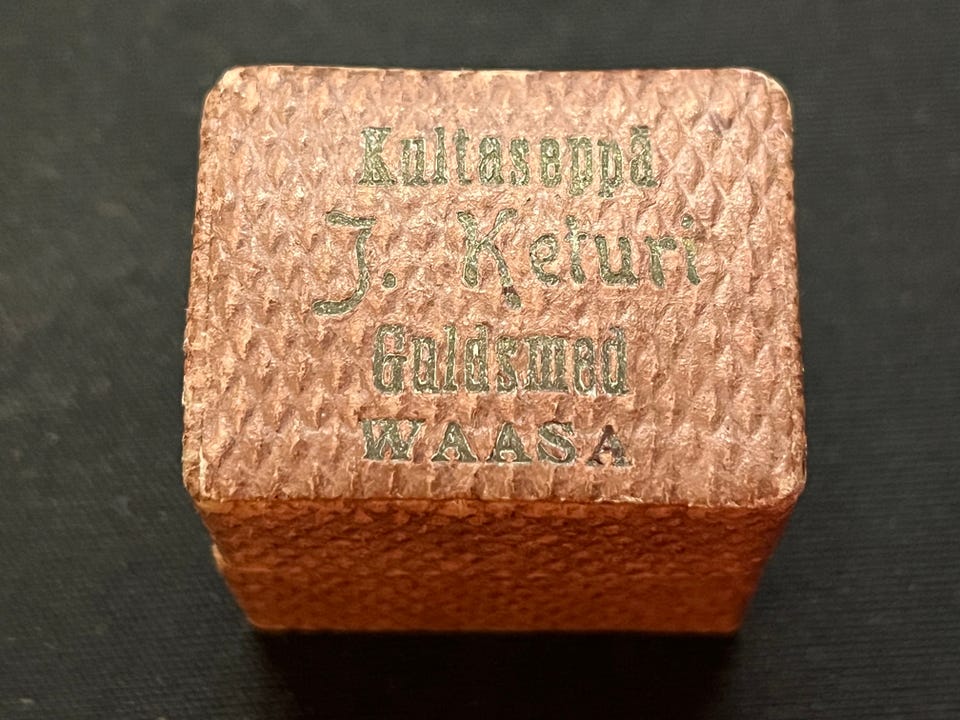 Kultaseppä
J. Keturi
Guldsmed
WAASA